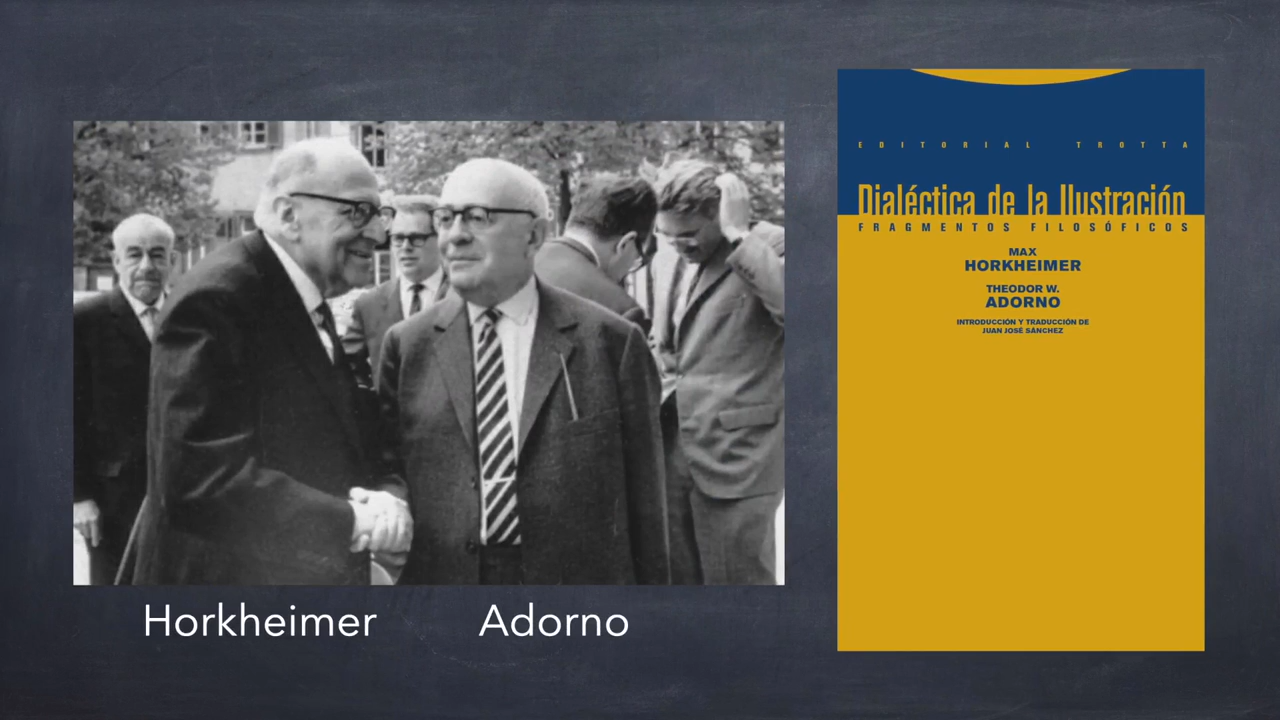 Horkheimer
Adorno
EDITORIAL TROTTA
Dialéctica de la Ilustración
FRAGMENTOS FILOSÓFICOS
MAX
HORKHEIMER
THEODOR W.
ADORNO
INTRODUCCIÓN Y TRADUCCIÓN DE
JUAN JOSÉ SÁNCHEZ